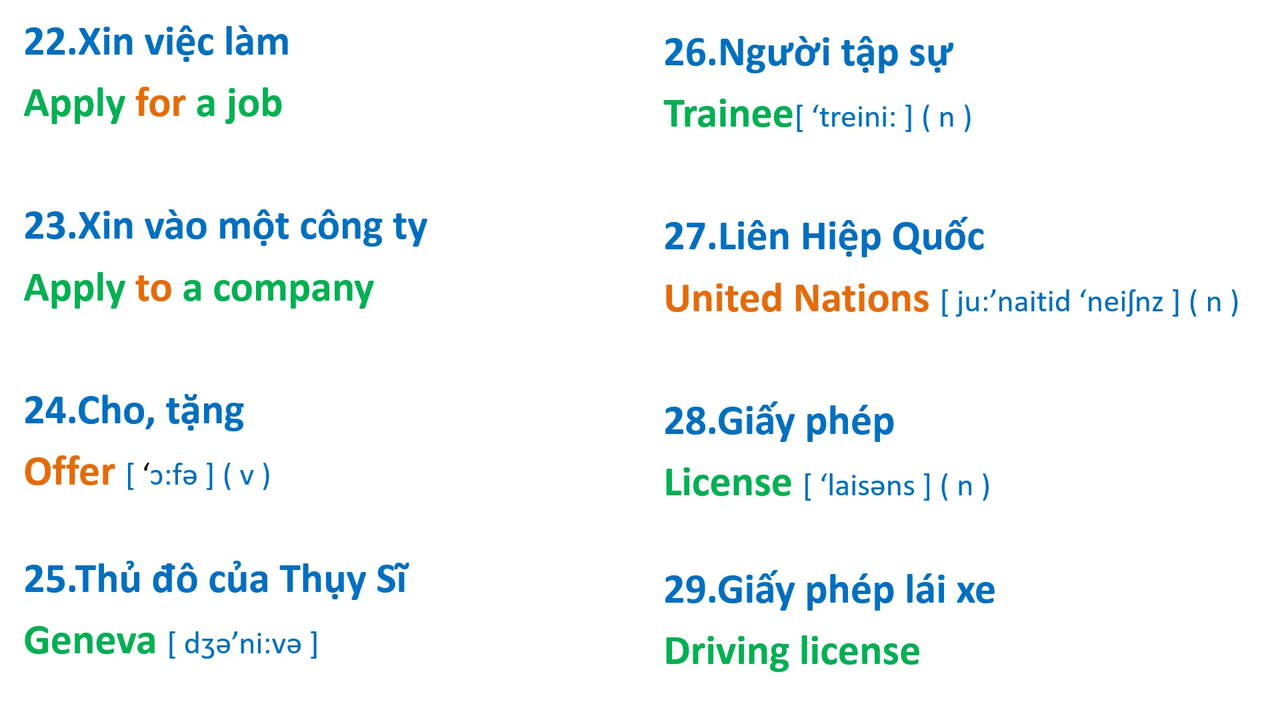 22.Xin việc làm
Apply for a job
23.Xin vào một công ty
Apply to a company
24.Cho, tặng
Offer [ ‘ɔ:fə ] ( v )
25.Thủ đô của Thụy Sĩ
Geneva [ dʒə’ni:və ]
26.Người tập sự
Trainee[ ‘treini: ] ( n )
27.Liên Hiệp Quốc
United Nations [ ju:’naitid ‘neiʃnz ] ( n )
28.Giấy phép
License [ ‘laisəns ] ( n )
29.Giấy phép lái xe
Driving license